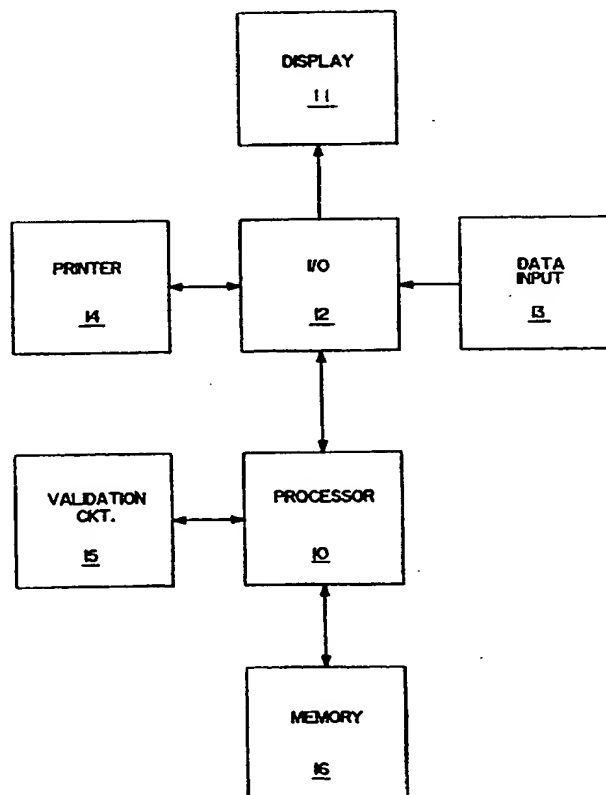 DISPLAY
11
PRINTER
14
I/O
12
DATA
INPUT
13
VALIDATION
CKT.
15
PROCESSOR
10
MEMORY
16